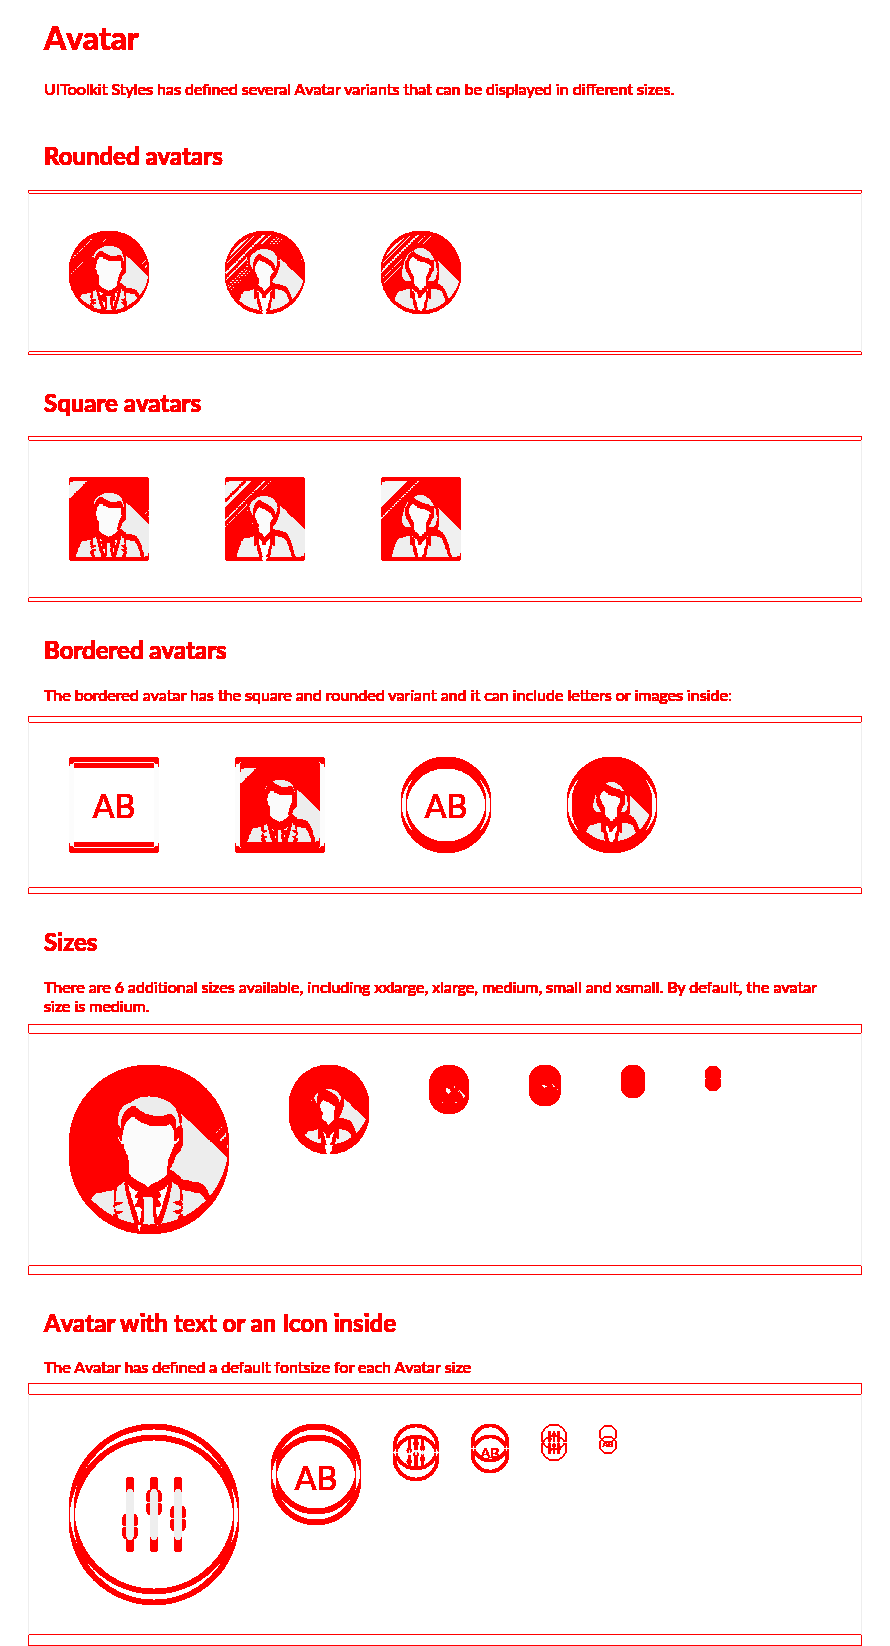 Avatar
UIToolkit Styles has defined several Avatar variants that can be displayed in different sizes.
Rounded avatars
Square avatars
Bordered avatars
The bordered avatar has the square and rounded variant and it can include letters or images inside:
AB
AB
Sizes
There are 6 additional sizes available, including xxlarge, xlarge, medium, small and xsmall. By default, the avatar
size is medium.
Avatar with text or an Icon inside
The Avatar has defined a default fontsize for each Avatar size
AB
AB
AB